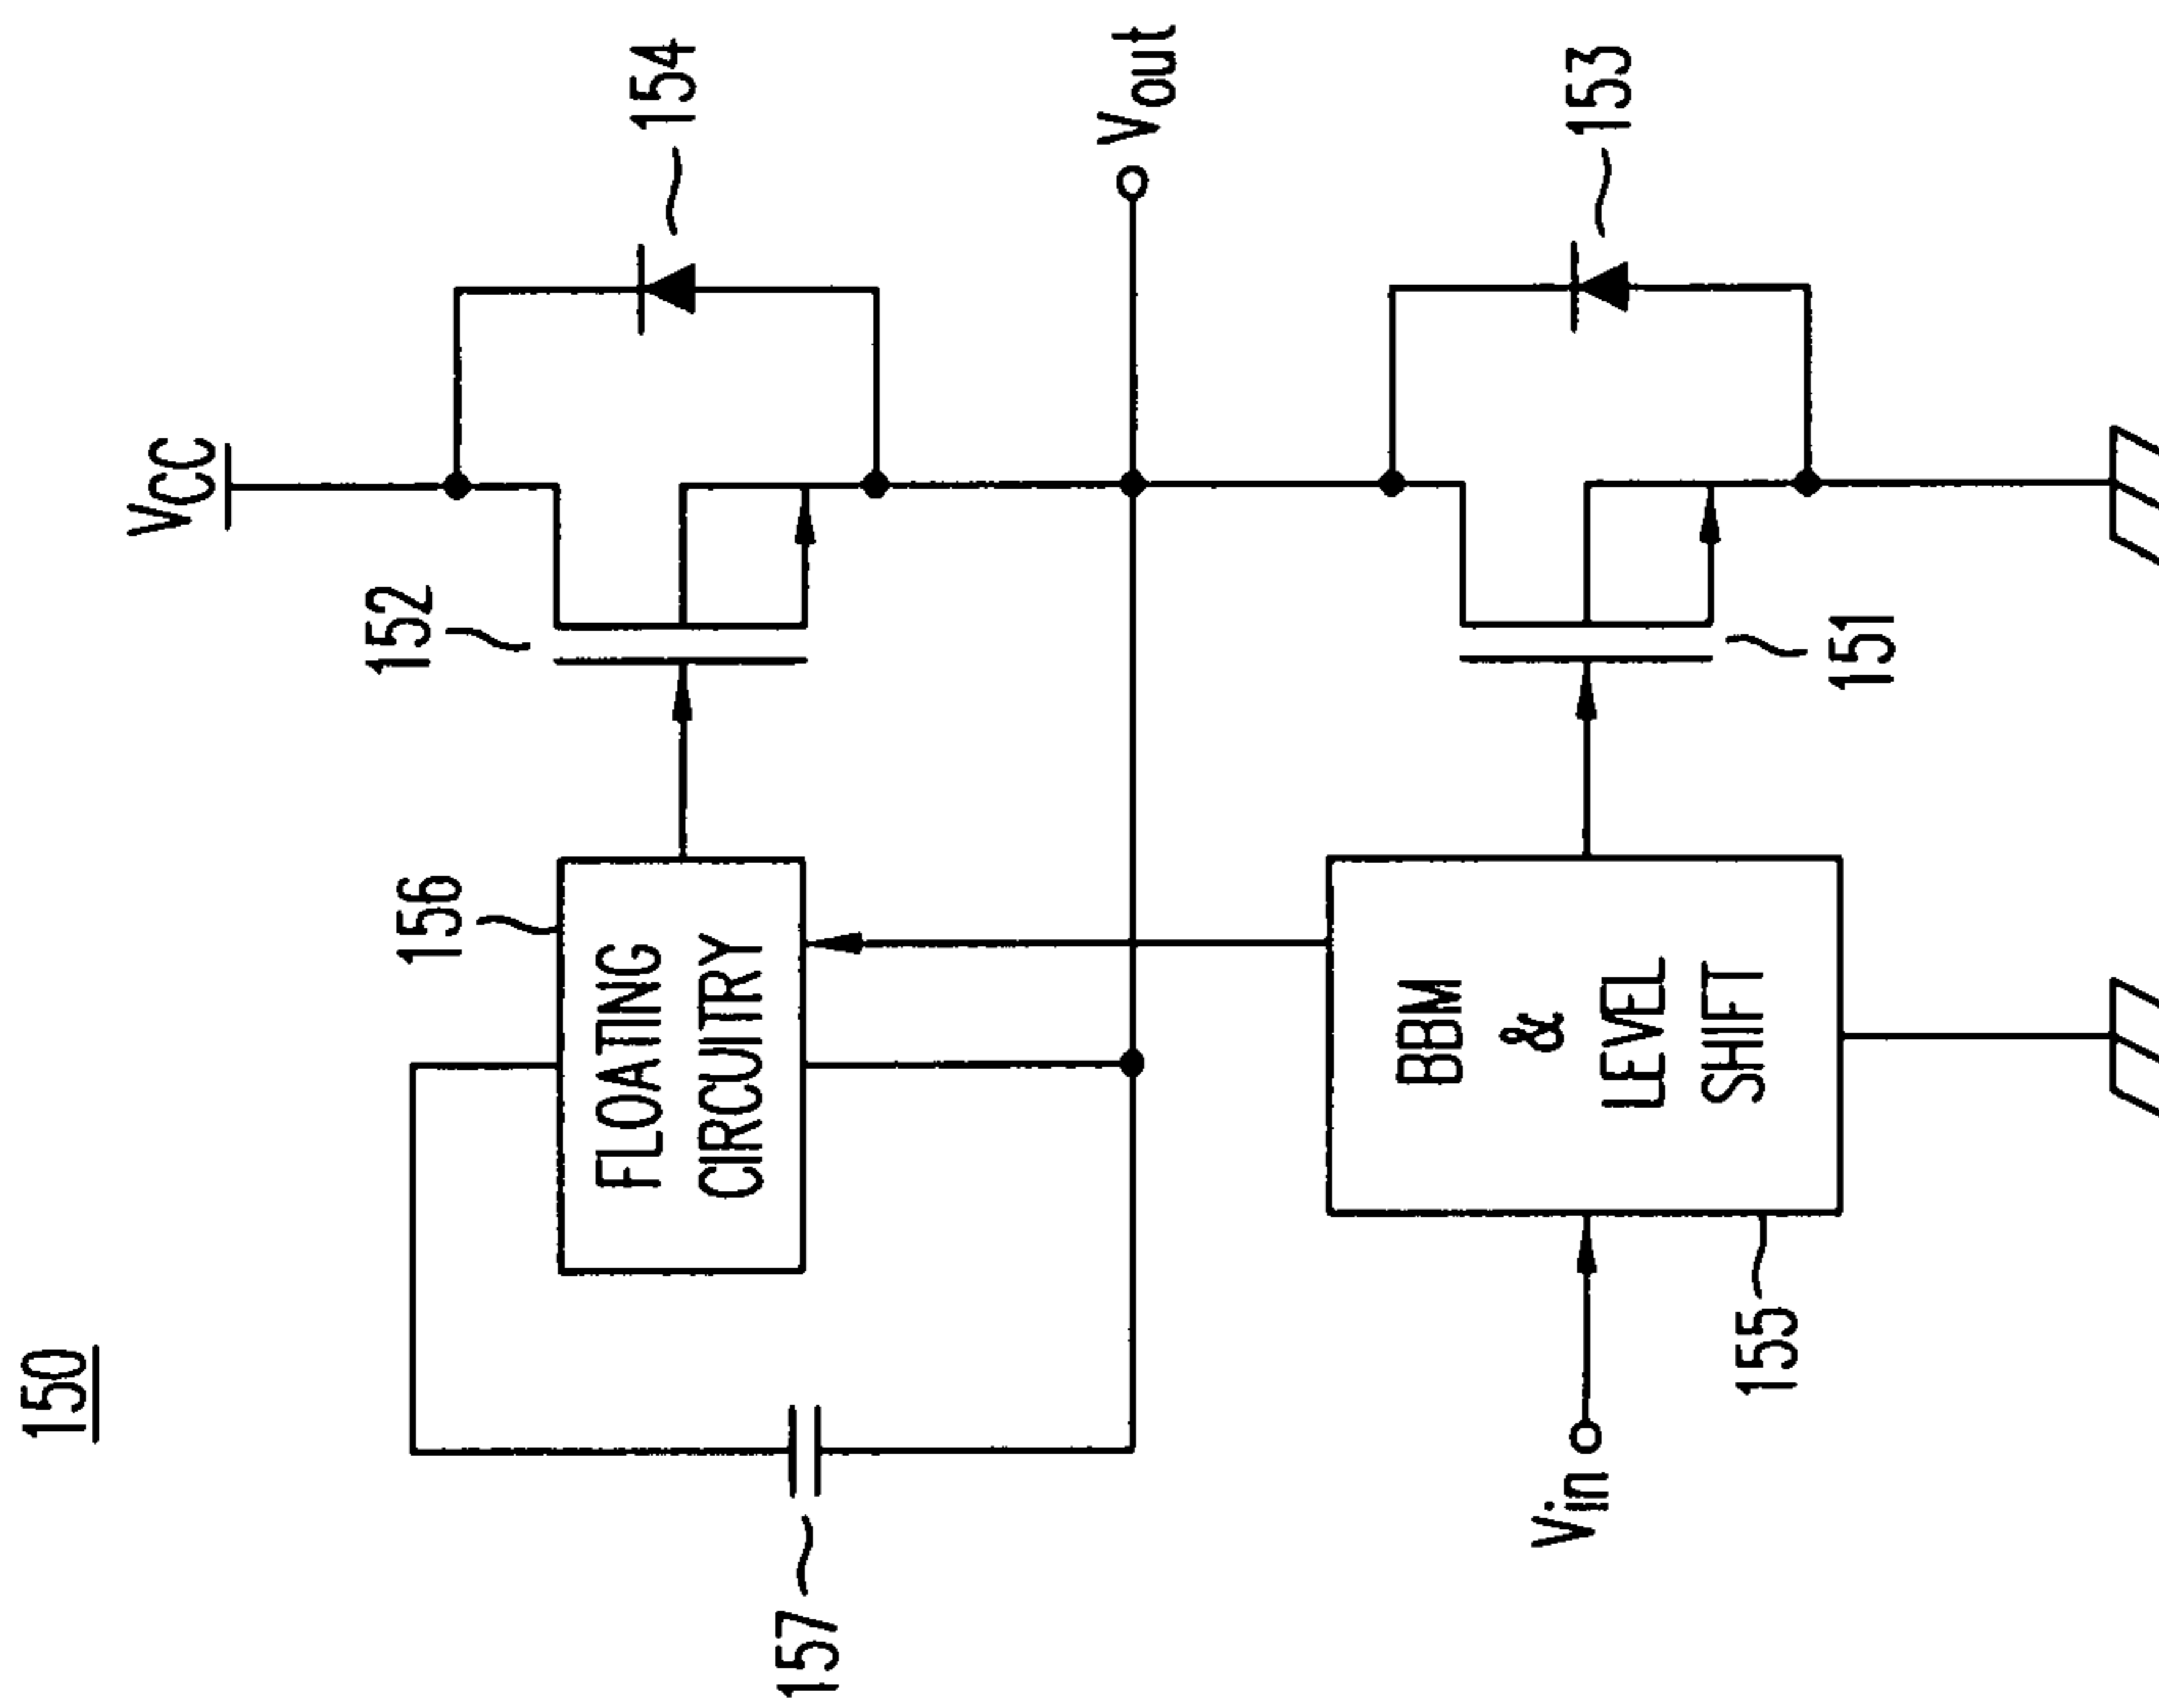 150
VCC
152
154
156
FLOATING
CIRCUITRY
Vout
157
BBM
&
LEVEL
SHIFT
153
Vin
155
151